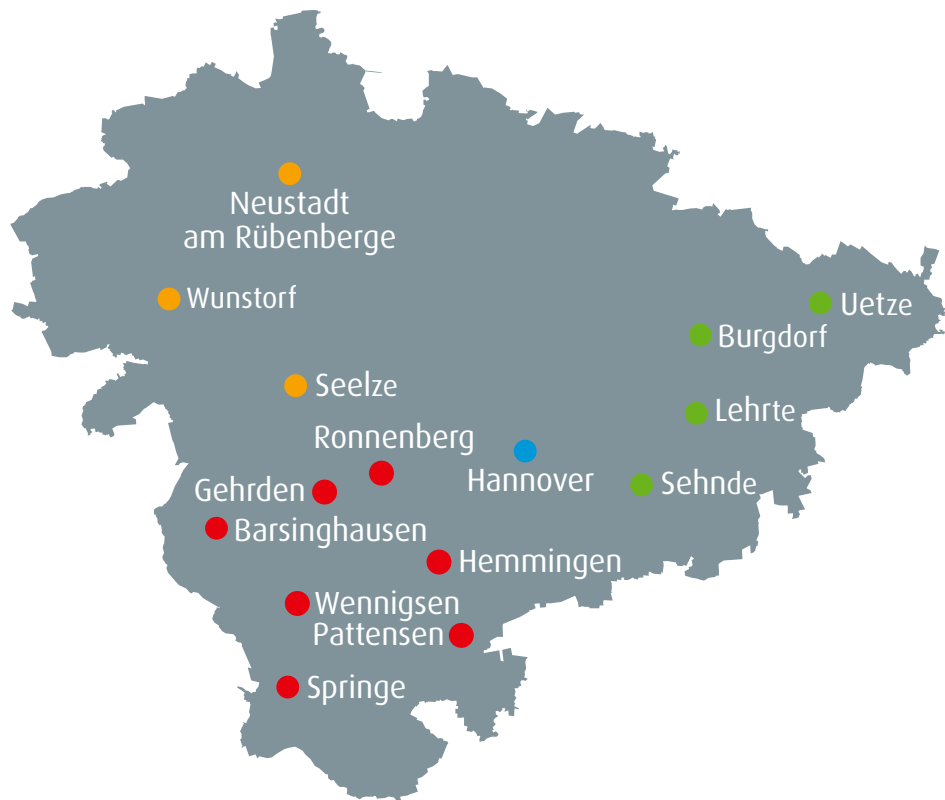 Neustadt
am Rübenberge
Wunstorf
Uetze
Burgdorf
Seelze
Lehrte
Ronnenberg
Hannover
Sehnde
Gehrden
Barsinghausen
Hemmingen
Wennigsen
Pattensen
Springe